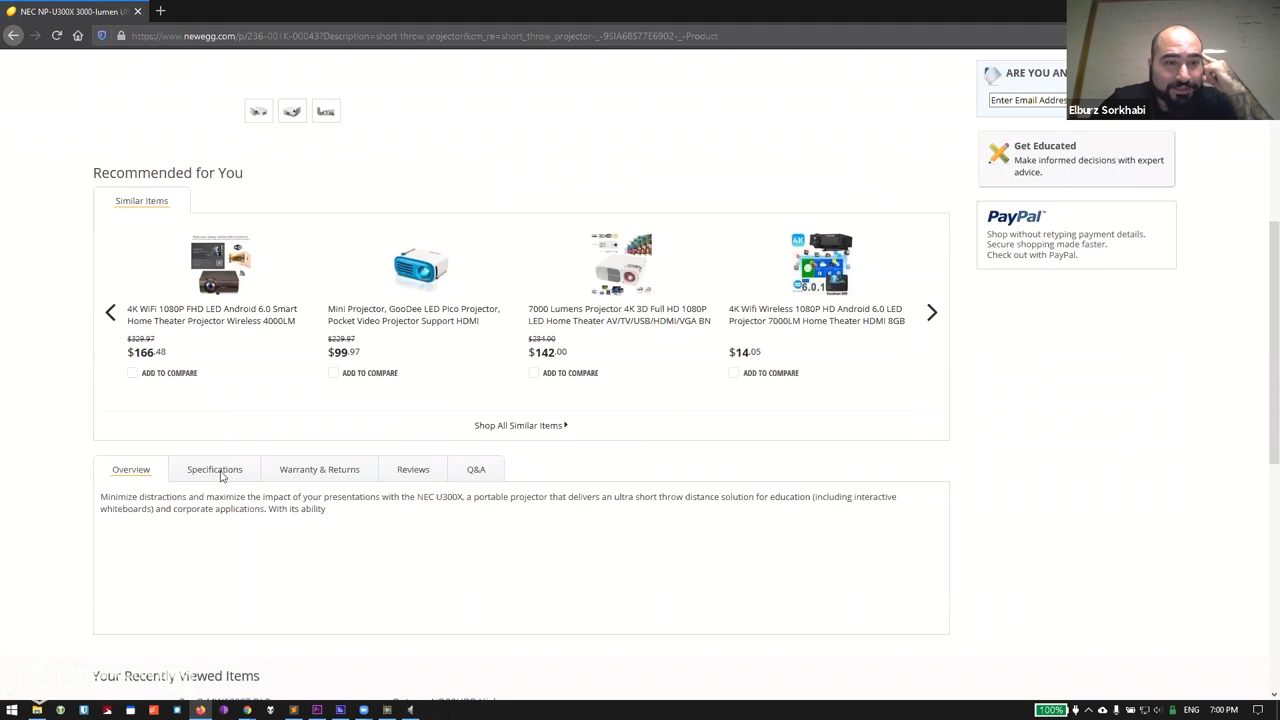 NEC NP-U300X 3000-lumen Ul
https://www.newegg.com/p/236-001K-00043?Description=short throw projector&cm_re=short_throw_projector-_-9SIA68S77E6902-_-Product
ARE YOU AN
Enter Email Addres
Elburz Sorkhabi
Get Educated
Make informed decisions with expert
advice.
PayPal™
Shop without retyping payment details.
Secure shopping made faster.
Check out with PayPal.
Recommended for You
Similar Items
4K WiFi 1080P FHD LED Android 6.0 Smart
Home Theater Projector Wireless 4000LM
$329.97
$166.48
ADD TO COMPARE
Mini Projector, GooDee LED Pico Projector,
Pocket Video Projector Support HDMI
$229.97
$99.97
ADD TO COMPARE
7000 Lumens Projector 4K 3D Full HD 1080P
LED Home Theater AV/TV/USB/HDMI/VGA BN
$284.00
$142.00
ADD TO COMPARE
4K
6.0.1
4K Wifi Wireless 1080P HD Android 6.0 LED
Projector 7000LM Home Theater HDMI 8GB
$14.05
ADD TO COMPARE
Shop All Similar Items
Overview Specifications Warranty & Returns Reviews Q&A
Minimize distractions and maximize the impact of your presentations with the NEC U300X, a portable projector that delivers an ultra short throw distance solution for education (including interactive
whiteboards) and corporate applications. With its ability
Your Recently Viewed Items
100% ENG 7:00 PM